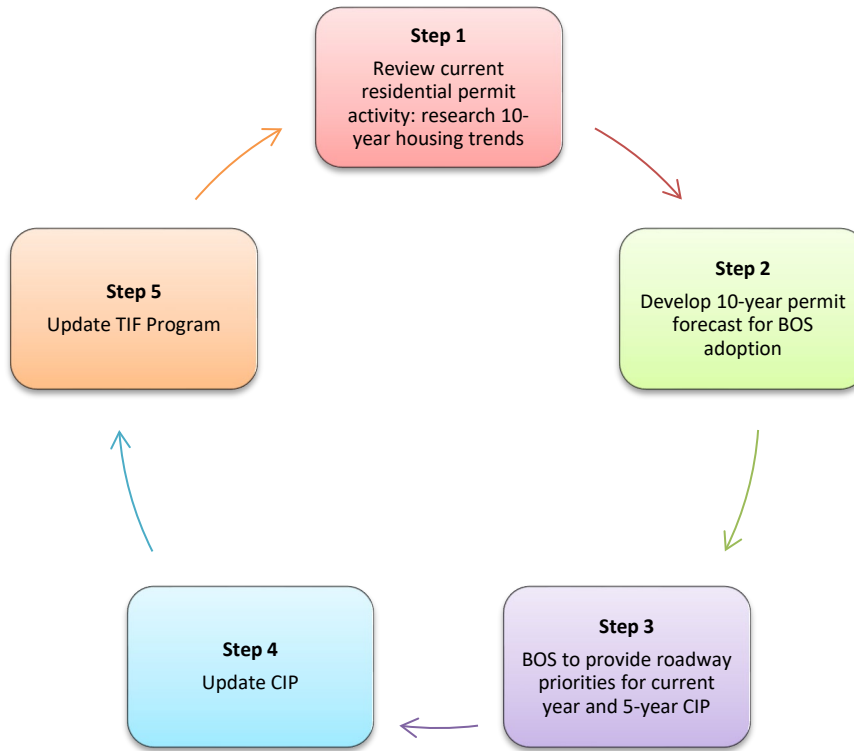 Step 1
Review current
residential permit
activity: research 10-
year housing trends
Step 2
Develop 10-year permit
forecast for BOS
adoption
Step 3
BOS to provide roadway
priorities for current
year and 5-year CIP
Step 4
Update CIP
Step 5
Update TIF Program